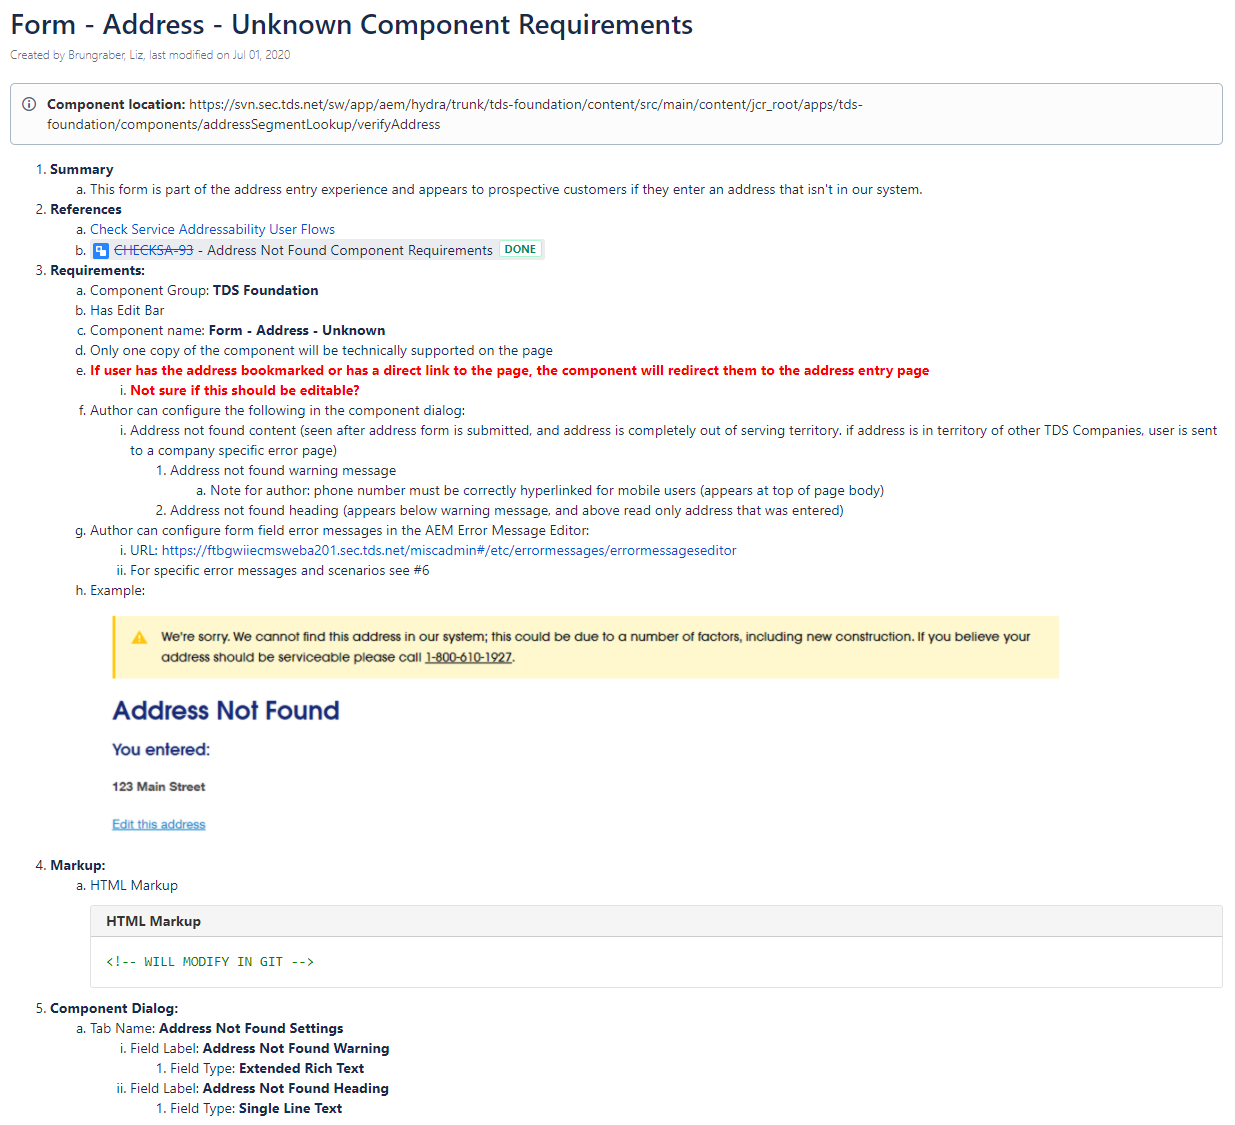 Form - Address - Unknown Component Requirements
Created by Brungraber, Liz, last modified on Jul 01, 2020
Component location: https://svn.sec.tds.net/sw/app/aem/hydra/trunk/tds-foundation/content/src/main/content/jcr_root/apps/tds-
foundation/components/addressSegmentLookup/verifyAddress
1. Summary
a. This form is part of the address entry experience and appears to prospective customers if they enter an address that isn't in our system.
2. References
a. Check Service Addressability User Flows
b. CHECKSA-93 - Address Not Found Component Requirements DONE
3. Requirements:
a. Component Group: TDS Foundation
b. Has Edit Bar
c. Component name: Form - Address - Unknown
d. Only one copy of the component will be technically supported on the page
e. If user has the address bookmarked or has a direct link to the page, the component will redirect them to the address entry page
i. Not sure if this should be editable?
f. Author can configure the following in the component dialog:
i. Address not found content (seen after address form is submitted, and address is completely out of serving territory. if address is in territory of other TDS Companies, user is sent
to a company specific error page)
1. Address not found warning message
a. Note for author: phone number must be correctly hyperlinked for mobile users (appears at top of page body)
2. Address not found heading (appears below warning message, and above read only address that was entered)
g. Author can configure form field error messages in the AEM Error Message Editor:
i. URL: https://ftbgwiiecmsweba201.sec.tds.net/miscadmin#/etc/errormessages/errormessageseditor
ii. For specific error messages and scenarios see #6
h. Example:
We're sorry. We cannot find this address in our system; this could be due to a number of factors, including new construction. If you believe your
address should be serviceable please call 1-800-610-1927.
Address Not Found
You entered:
123 Main Street
Edit this address
4. Markup:
a. HTML Markup
HTML Markup
<!-- WILL MODIFY IN GIT -->
5. Component Dialog:
a. Tab Name: Address Not Found Settings
i. Field Label: Address Not Found Warning
1. Field Type: Extended Rich Text
ii. Field Label: Address Not Found Heading
1. Field Type: Single Line Text